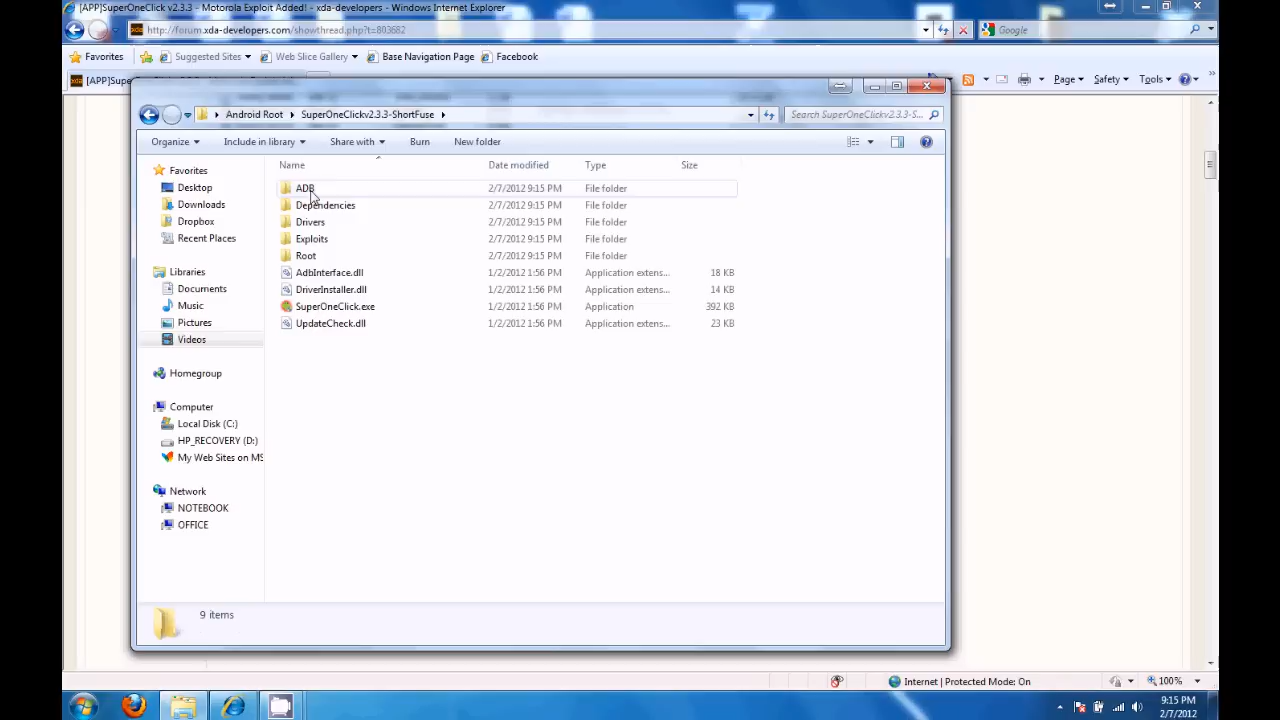 [APP]SuperOneClick v2.3.3 - Motorola Exploit Added! - xda-developers - Windows Internet Explorer
http://forum.xda-developers.com/showthread.php?t=803682
Google
Favorites Suggested Sites Web Slice Gallery Base Navigation Page Facebook
[APP]Supe
Page Safety Tools
Android Root SuperOneClickv2.3.3-ShortFuse
Search SuperOneClickv2.3.3-S...
Organize Include in library Share with Burn New folder
Name Date modified Type Size
Favorites
Desktop
Downloads
Dropbox
Recent Places
Libraries
Documents
Music
Pictures
Videos
Homegroup
Computer
Local Disk (C:)
HP_RECOVERY (D:)
My Web Sites on MS
Network
NOTEBOOK
OFFICE
ADB 2/7/2012 9:15 PM File folder
Dependencies 2/7/2012 9:15 PM File folder
Drivers 2/7/2012 9:15 PM File folder
Exploits 2/7/2012 9:15 PM File folder
Root 2/7/2012 9:15 PM File folder
AdbInterface.dll 1/2/2012 1:56 PM Application extens... 18 KB
DriverInstaller.dll 1/2/2012 1:56 PM Application extens... 14 KB
SuperOneClick.exe 1/2/2012 1:56 PM Application 392 KB
UpdateCheck.dll 1/2/2012 1:56 PM Application extens... 23 KB
9 items
Internet | Protected Mode: On
100%
9:15 PM
2/7/2012